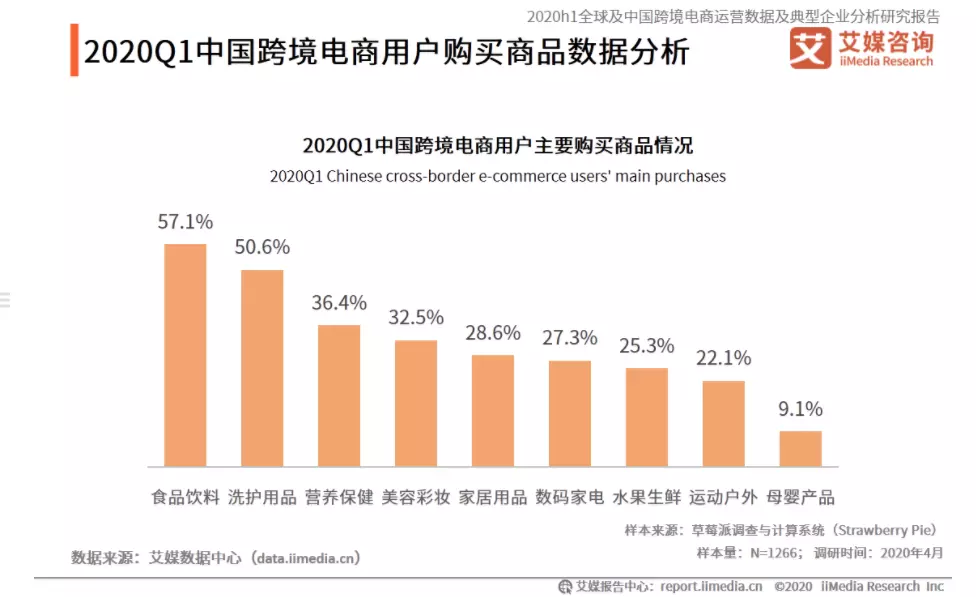 2020h1全球及中国跨境电商运营数据及典型企业分析研究报告
2020Q1中国跨境电商用户购买商品数据分析
艾 艾媒咨询
iiMedia Research
2020Q1中国跨境电商用户主要购买商品情况
2020Q1 Chinese cross-border e-commerce users' main purchases
57.1%
50.6%
36.4%
32.5%
28.6%
27.3%
25.3%
22.1%
9.1%
食品饮料 洗护用品 营养保健 美容彩妆 家居用品 数码家电 水果生鲜 运动户外 母婴产品
样本来源：草莓派调查与计算系统（Strawberry Pie）
数据来源：艾媒数据中心（data.iimedia.cn）
样本量：N=1266； 调研时间：2020年4月
艾媒报告中心：report.iimedia.cn ©2020 iiMedia Research Inc